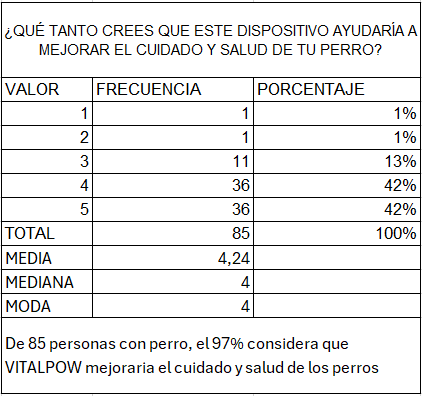 ¿QUÉ TANTO CREES QUE ESTE DISPOSITIVO AYUDARÍA A
MEJORAR EL CUIDADO Y SALUD DE TU PERRO?
VALOR FRECUENCIA PORCENTAJE
1 1 1%
2 1 1%
3 11 13%
4 36 42%
5 36 42%
TOTAL 85 100%
MEDIA 4,24
MEDIANA 4
MODA 4
De 85 personas con perro, el 97% considera que
VITALPOW mejoraria el cuidado y salud de los perros